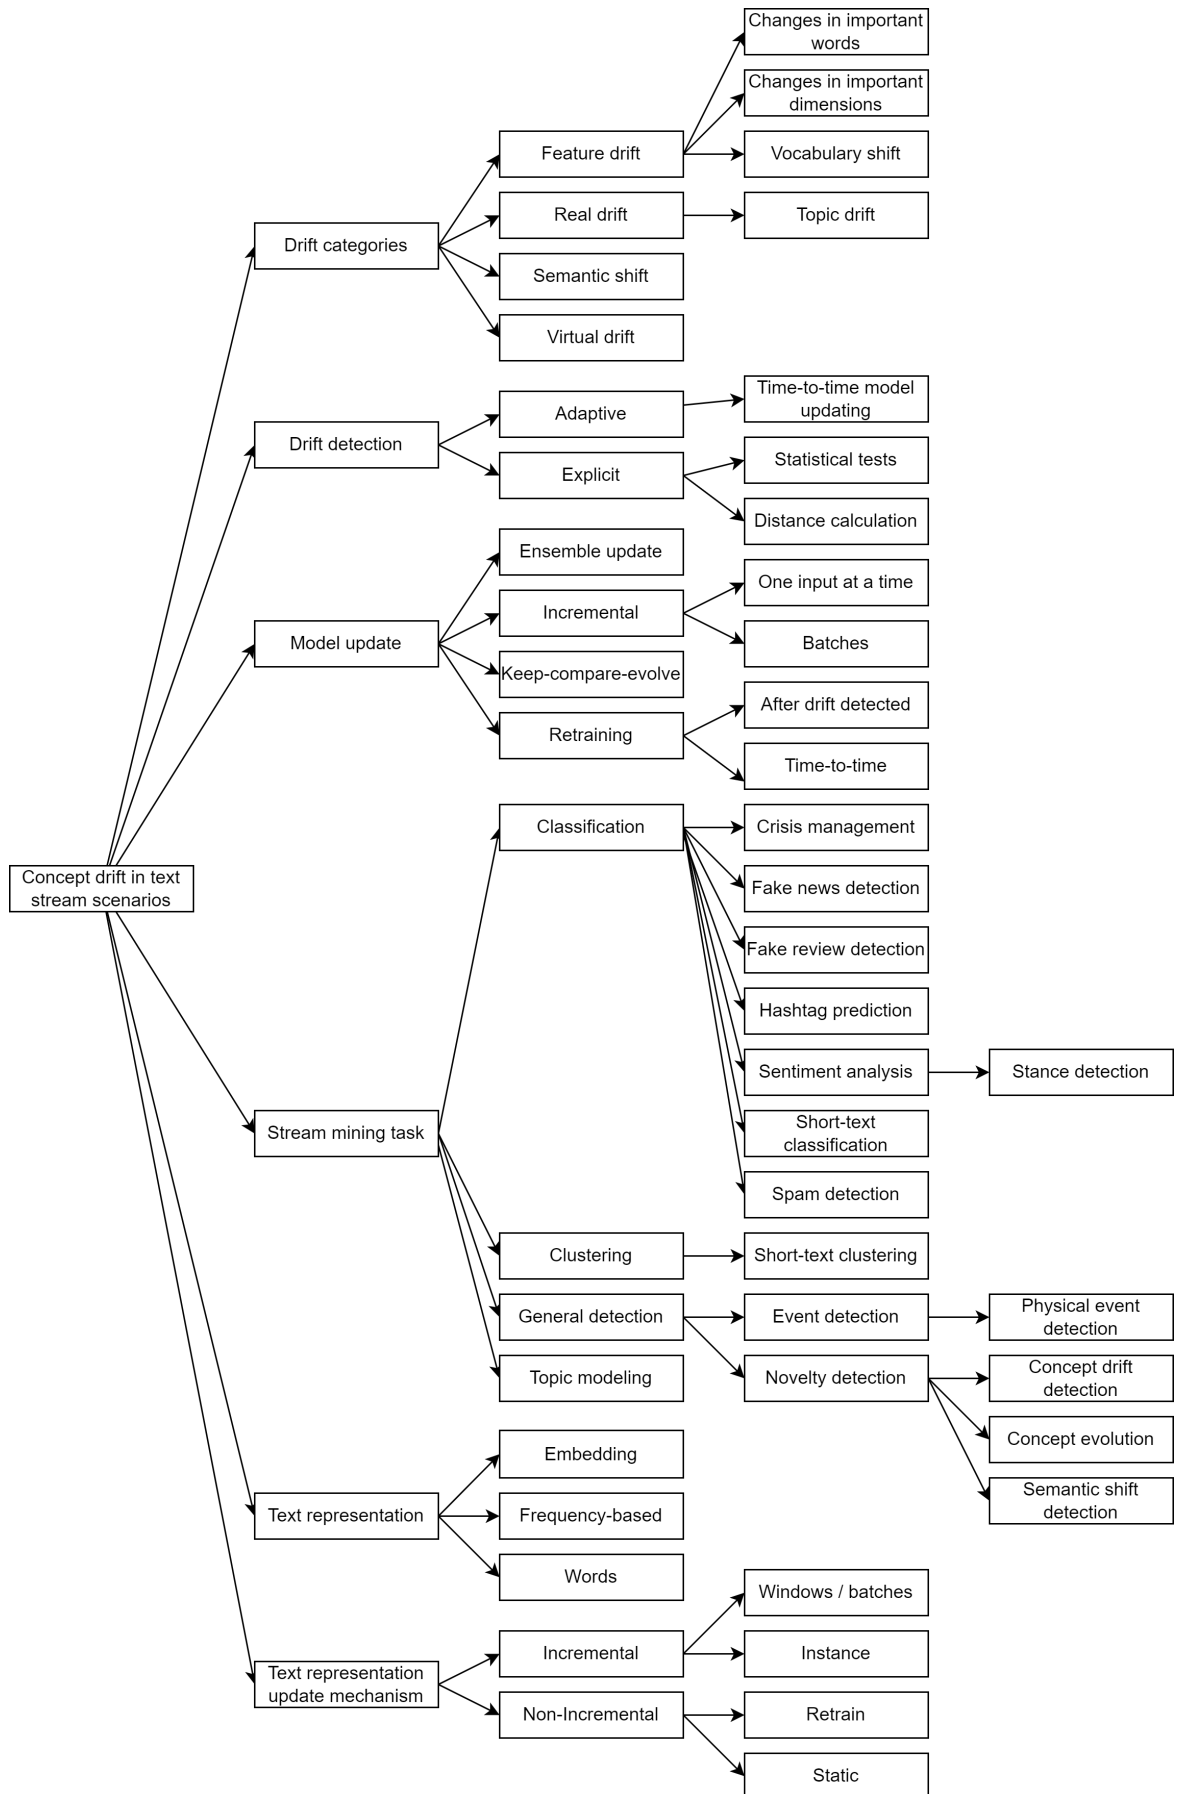 Changes in important
words
Changes in important
dimensions
Feature drift
Vocabulary shift
Real drift
Topic drift
Drift categories
Semantic shift
Virtual drift
Time-to-time model
updating
Adaptive
Drift detection
Statistical tests
Explicit
Distance calculation
Ensemble update
One input at a time
Incremental
Model update
Batches
Keep-compare-evolve
After drift detected
Retraining
Time-to-time
Classification
Crisis management
Concept drift in text
stream scenarios
Fake news detection
Fake review detection
Hashtag prediction
Sentiment analysis
Stance detection
Stream mining task
Short-text
classification
Spam detection
Clustering
Short-text clustering
General detection
Event detection
Physical event
detection
Topic modeling
Novelty detection
Concept drift
detection
Concept evolution
Semantic shift
detection
Embedding
Text representation
Frequency-based
Words
Windows / batches
Incremental
Instance
Text representation
update mechanism
Non-Incremental
Retrain
Static